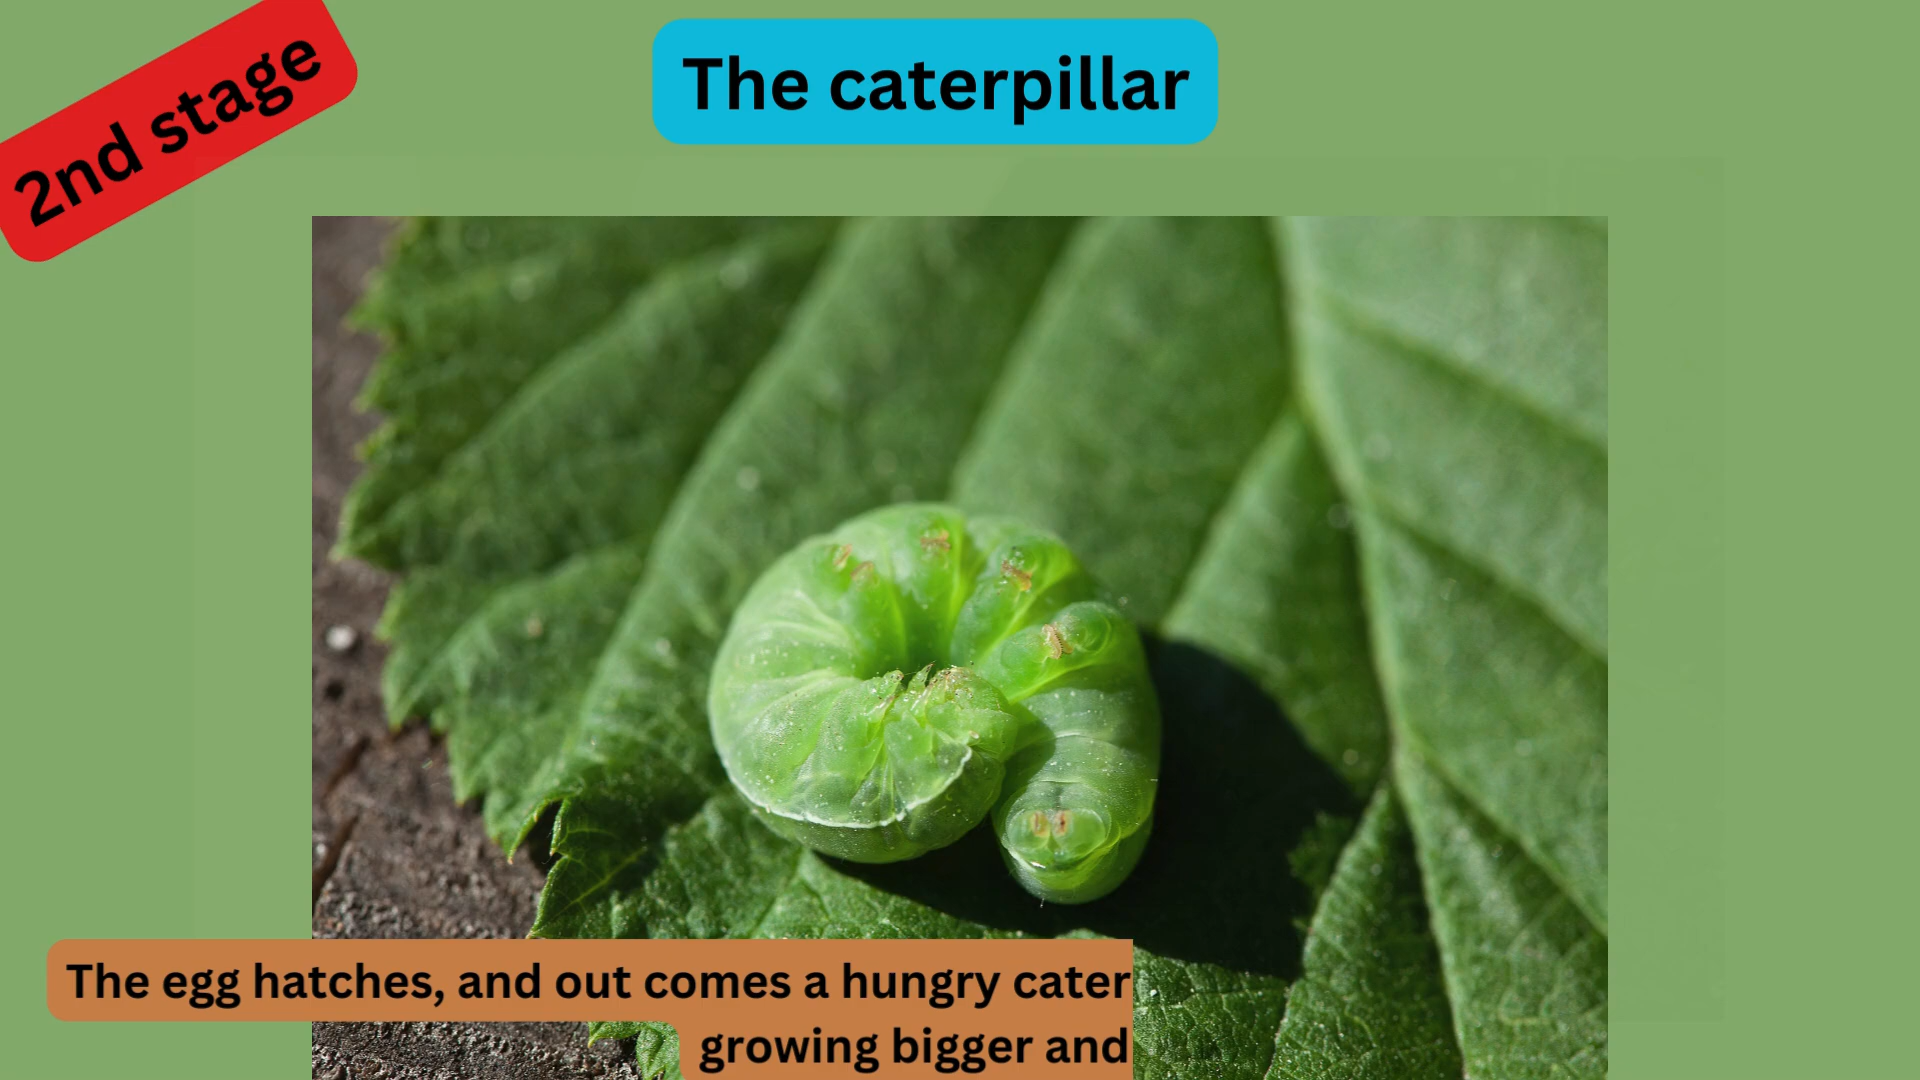 2nd stage
The caterpillar
The egg hatches, and out comes a hungry cater
growing bigger and